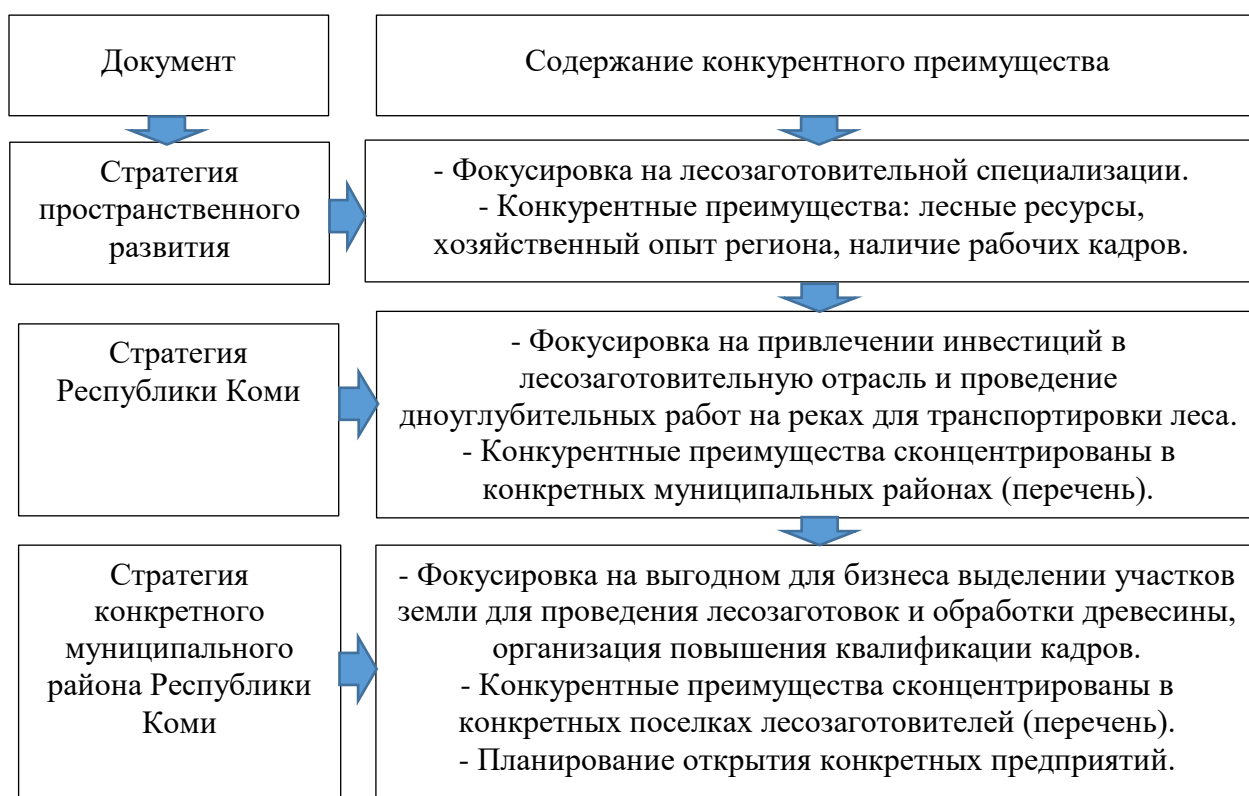 Документ
Содержание конкурентного преимущества
Стратегия
пространственного
развития
- Фокусировка на лесозаготовительной специализации.
- Конкурентные преимущества: лесные ресурсы,
хозяйственный опыт региона, наличие рабочих кадров.
Стратегия
Республики Коми
- Фокусировка на привлечении инвестиций в
лесозаготовительную отрасль и проведение
дноуглубительных работ на реках для транспортировки леса.
- Конкурентные преимущества сконцентрированы в
конкретных муниципальных районах (перечень).
Стратегия
конкретного
муниципального
района Республики
Коми
- Фокусировка на выгодном для бизнеса выделении участков
земли для проведения лесозаготовок и обработки древесины,
организация повышения квалификации кадров.
- Конкурентные преимущества сконцентрированы в
конкретных поселках лесозаготовителей (перечень).
- Планирование открытия конкретных предприятий.